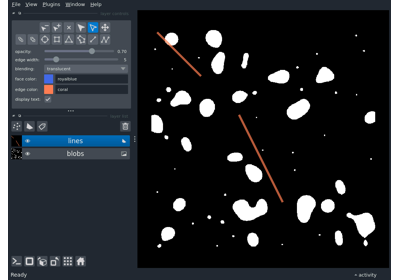 File View Plugins Window Help
opacity: 0.70
edge width:
blending: translucent
face color: royalblue
edge color: coral
display text:
lines
blobs
Ready
activity